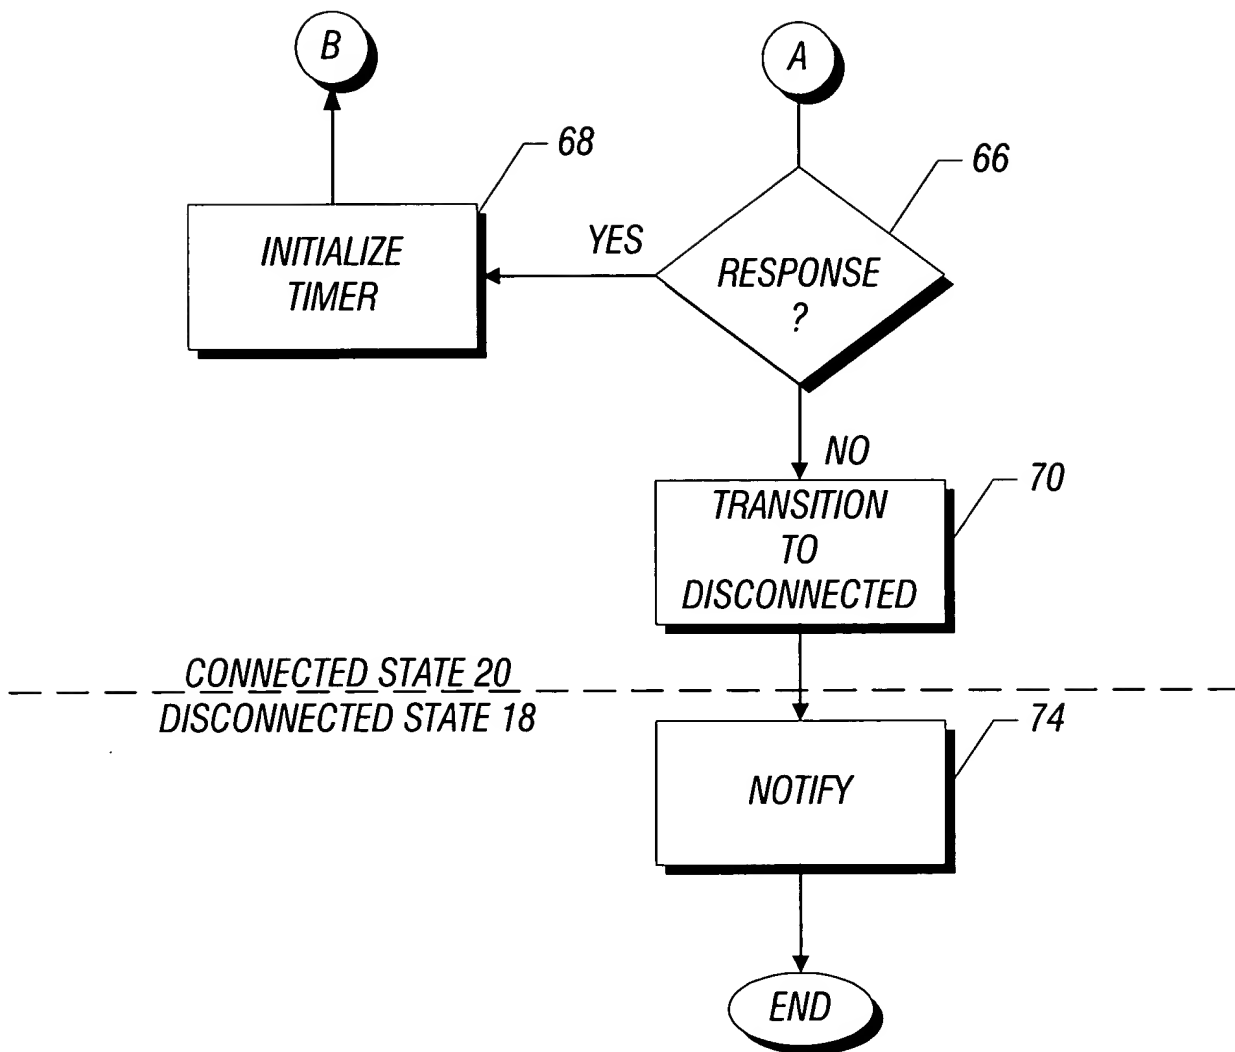 B
A
68
66
INITIALIZE
TIMER
YES
RESPONSE
?
NO
70
TRANSITION
TO
DISCONNECTED
CONNECTED STATE 20
DISCONNECTED STATE 18
74
NOTIFY
END